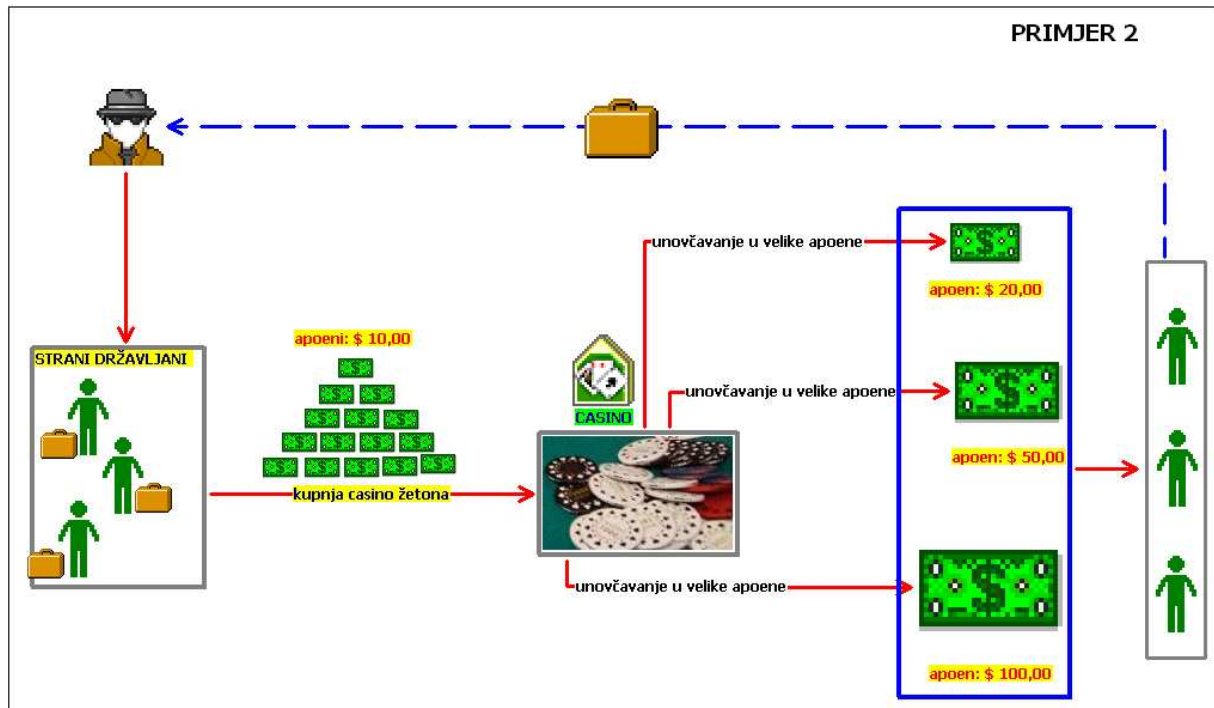 PRIMJER 2
unovčavanje u velike apoene
apoen: $ 20,00
apoeni: $ 10,00
STRANI DRŽAVLJANI
CASINO
unovčavanje u velike apoene
apoen: $ 50,00
kupnja casino žetona
unovčavanje u velike apoene
apoen: $ 100,00